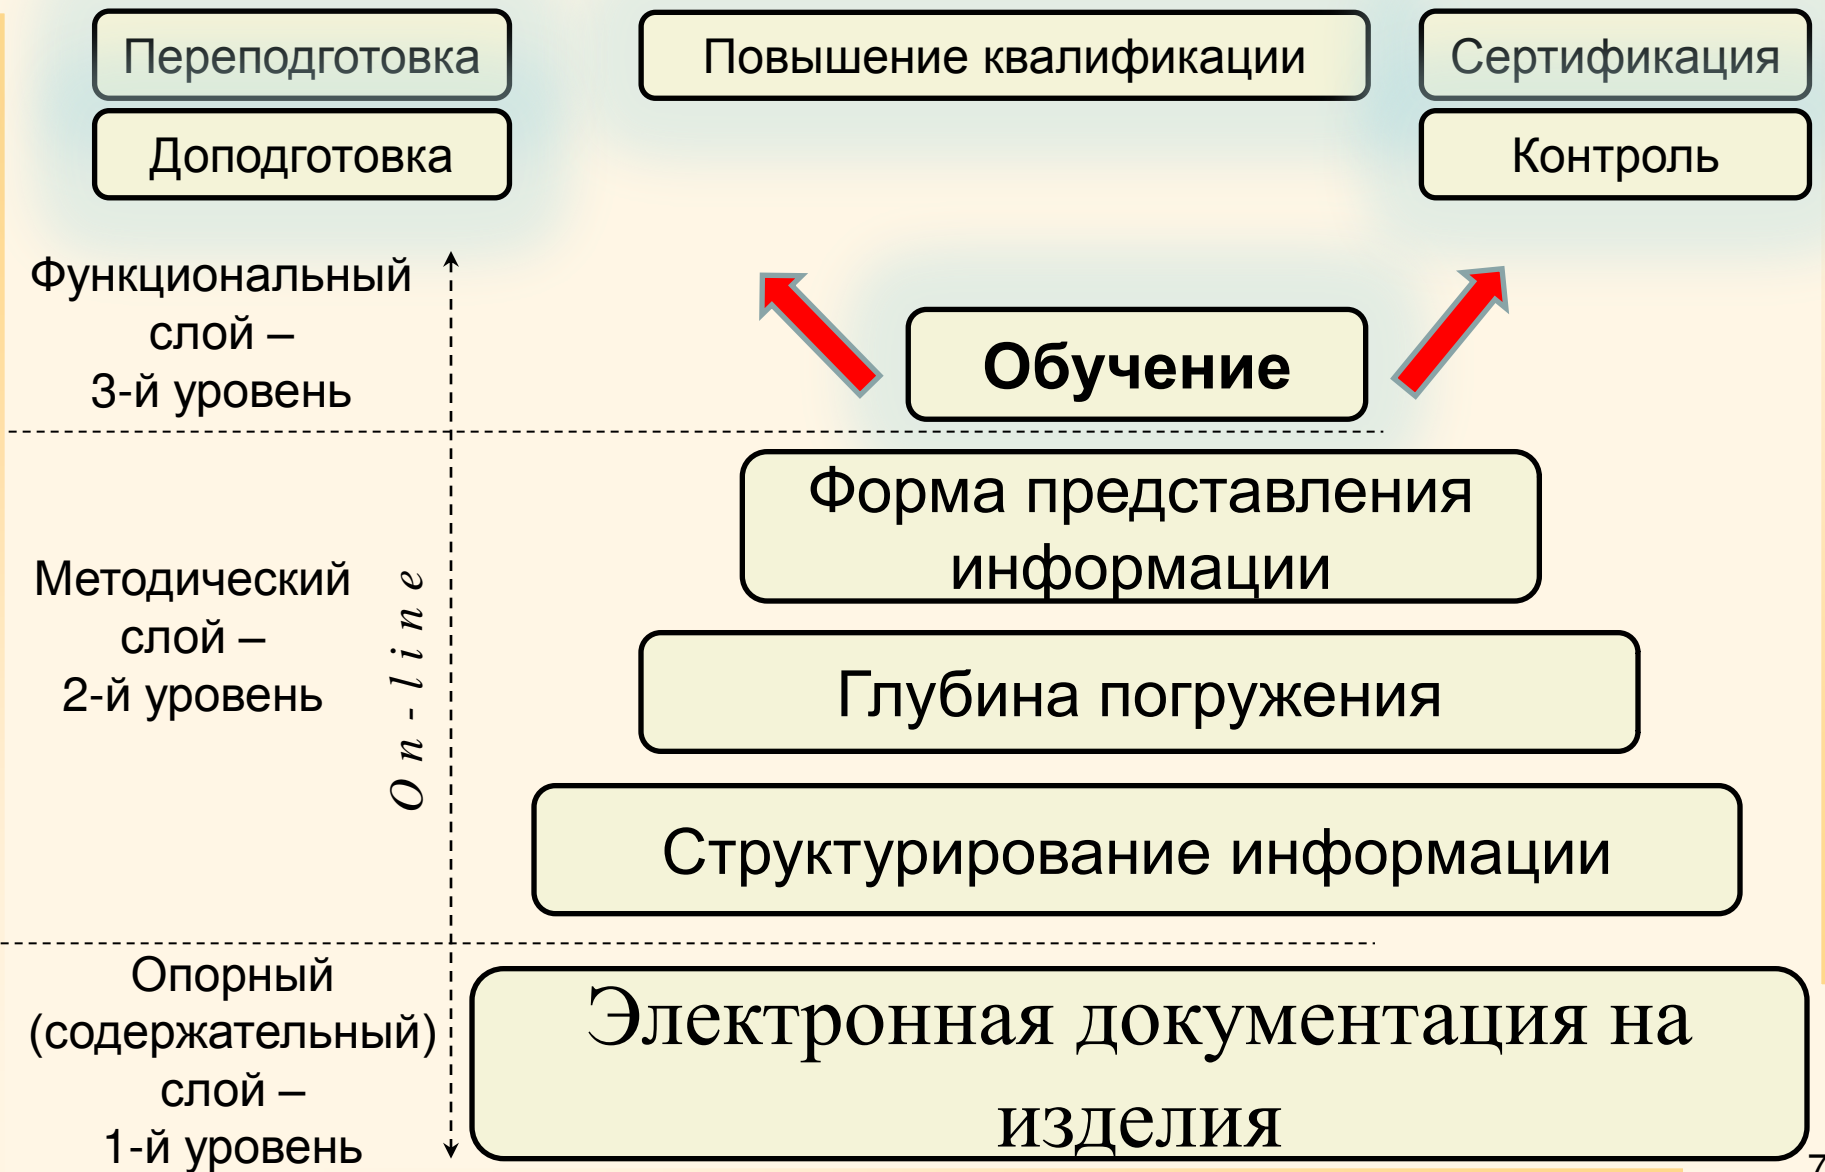 Переподготовка
Повышение квалификации
Сертификация
Доподготовка
Контроль
Функциональный
слой –
3-й уровень
Обучение
Форма представления
информации
Методический
слой –
2-й уровень
On-line
Глубина погружения
Структурирование информации
Опорный
(содержательный)
слой –
1-й уровень
Электронная документация на
изделия
7